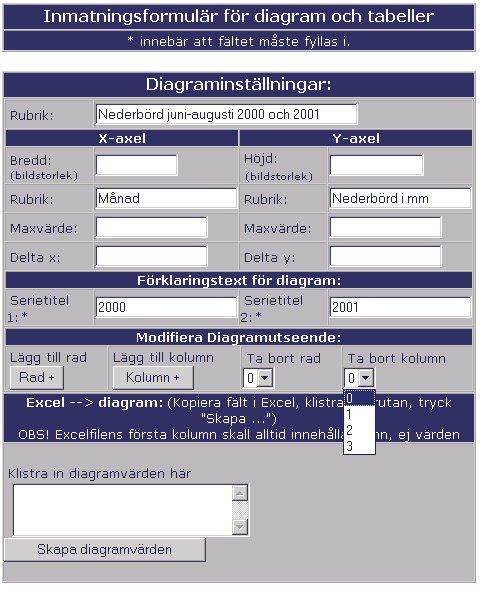 Inmatningsformulär för diagram och tabeller
* innebär att fältet måste fyllas i.
Diagraminställningar:
Rubrik: Nederbörd juni-augusti 2000 och 2001
X-axel Y-axel
Bredd: Höjd:
(bildstorlek) (bildstorlek)
Rubrik: Månad Rubrik: Nederbörd i mm
Maxvärde: Maxvärde:
Delta x: Delta y:
Förklaringstext för diagram:
Serietitel 1:* 2000 Serietitel 2:* 2001
Modifiera Diagramutseende:
Lägg till rad Lägg till kolumn Ta bort rad Ta bort kolumn
Rad + Kolumn + 0 0
0
1
2
3
Excel --> diagram: (Kopiera fält i Excel, klistra rutan, tryck
"Skapa ...")
OBS! Excelfilens första kolumn skall alltid innehålla, ej värden
Klistra in diagramvärden här
Skapa diagramvärden